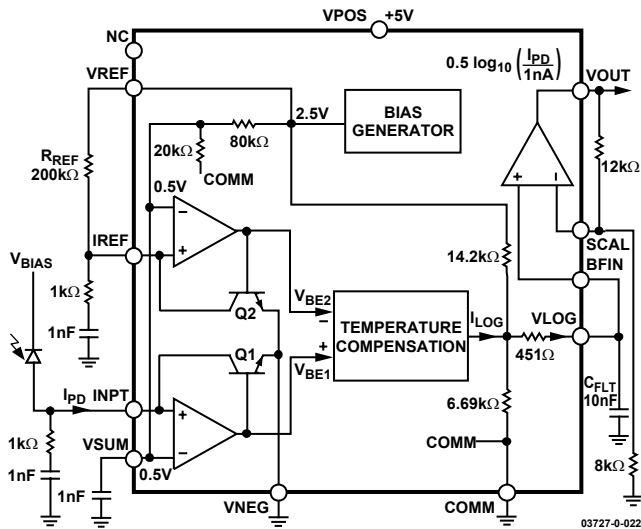 VPOS +5V
NC
VREF
0.5 log10 (IPD/1nA)
VOUT
2.5V
BIAS
GENERATOR
80kΩ
20kΩ
COMM
RREF
200kΩ
0.5V
12kΩ
IREF
SCAL
BFIN
VBIAS
14.2kΩ
1kΩ
1nF
Q2
VBE2
TEMPERATURE
COMPENSATION
ILOG
VLOG
451Ω
Q1
VBE1
IPD
INPT
CFLT
10nF
6.69kΩ
1kΩ
VSUM
0.5V
COMM
1nF
1nF
VNEG
COMM
8kΩ
03727-0-022